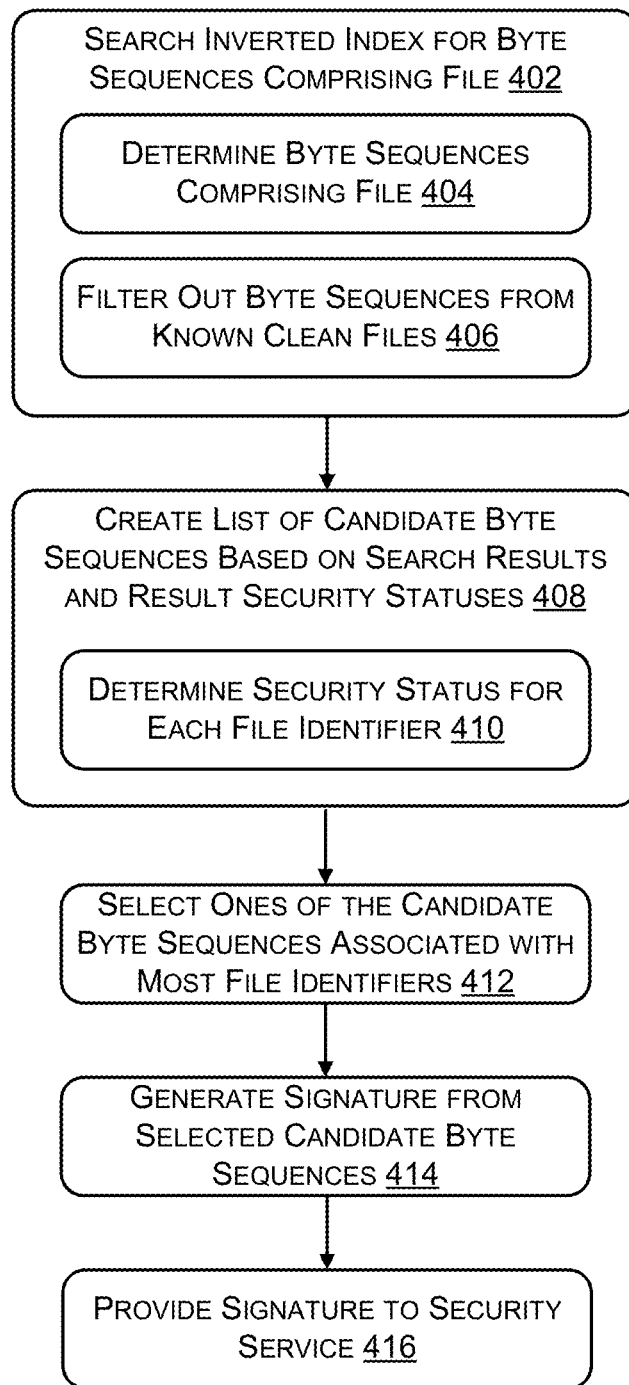 SEARCH INVERTED INDEX FOR BYTE
SEQUENCES COMPRISING FILE 402
DETERMINE BYTE SEQUENCES
COMPRISING FILE 404
FILTER OUT BYTE SEQUENCES FROM
KNOWN CLEAN FILES 406
CREATE LIST OF CANDIDATE BYTE
SEQUENCES BASED ON SEARCH RESULTS
AND RESULT SECURITY STATUSES 408
DETERMINE SECURITY STATUS FOR
EACH FILE IDENTIFIER 410
SELECT ONES OF THE CANDIDATE
BYTE SEQUENCES ASSOCIATED WITH
MOST FILE IDENTIFIERS 412
GENERATE SIGNATURE FROM
SELECTED CANDIDATE BYTE
SEQUENCES 414
PROVIDE SIGNATURE TO SECURITY
SERVICE 416